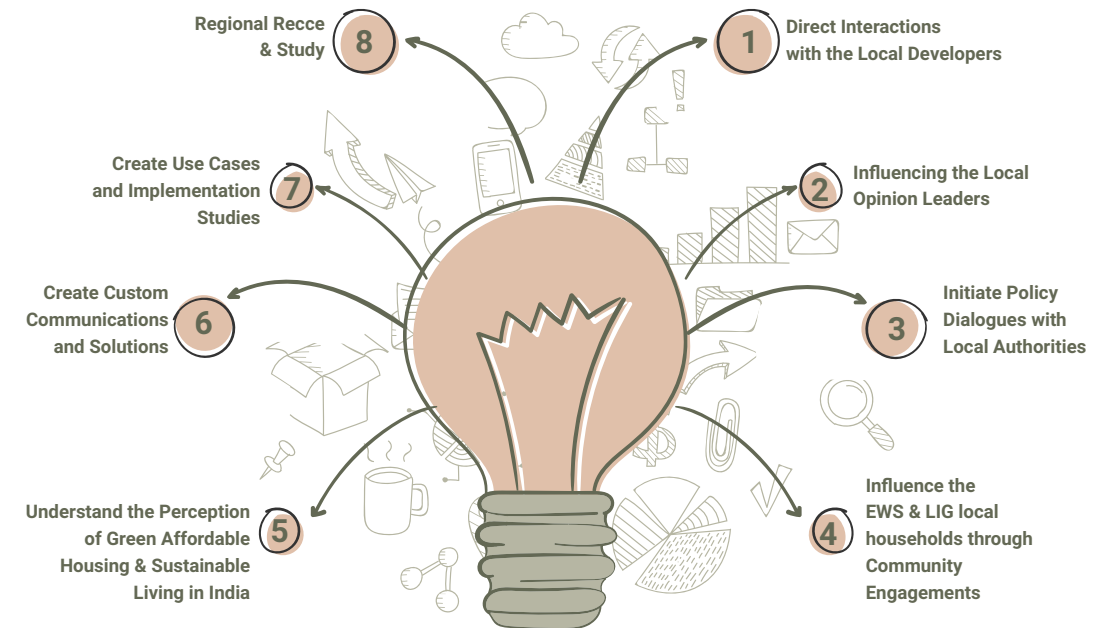 1
Direct Interactions
with the Local Developers
2
Influencing the Local
Opinion Leaders
3
Initiate Policy
Dialogues with
Local Authorities
4
Influence the
EWS & LIG local
households through
Community
Engagements
5
Understand the Perception
of Green Affordable
Housing & Sustainable
Living in India
6
Create Custom
Communications
and Solutions
7
Create Use Cases
and Implementation
Studies
8
Regional Recce
& Study